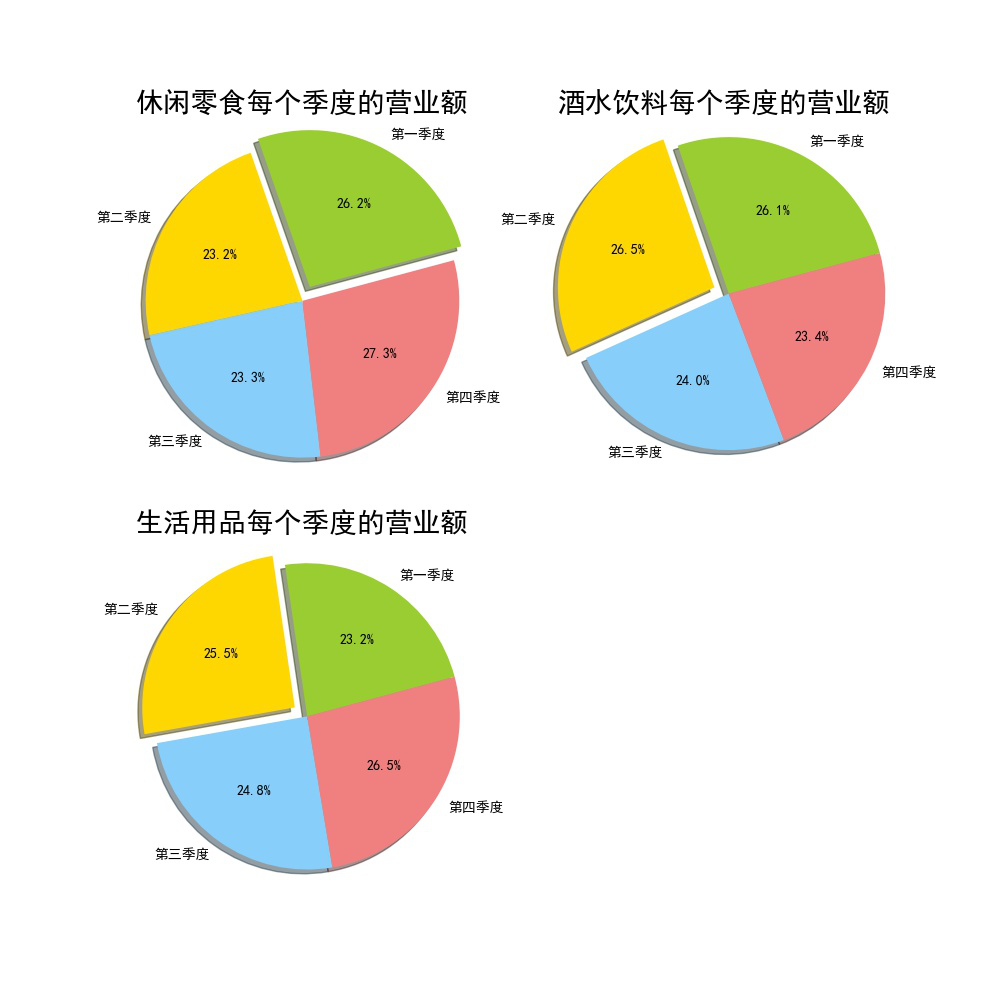 休闲零食每个季度的营业额
第一季度
26.2%
第二季度
23.2%
23.3%
第三季度
27.3%
第四季度
酒水饮料每个季度的营业额
第一季度
26.1%
第二季度
26.5%
24.0%
第三季度
23.4%
第四季度
生活用品每个季度的营业额
第一季度
23.2%
第二季度
25.5%
24.8%
第三季度
26.5%
第四季度